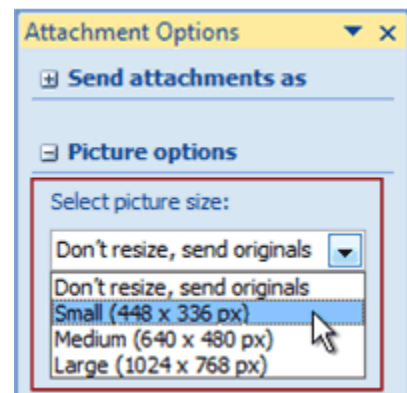 Attachment Options
Send attachments as
Picture options
Select picture size:
Don't resize, send originals
Don't resize, send originals
Small (448 x 336 px)
Medium (640 x 480 px)
Large (1024 x 768 px)